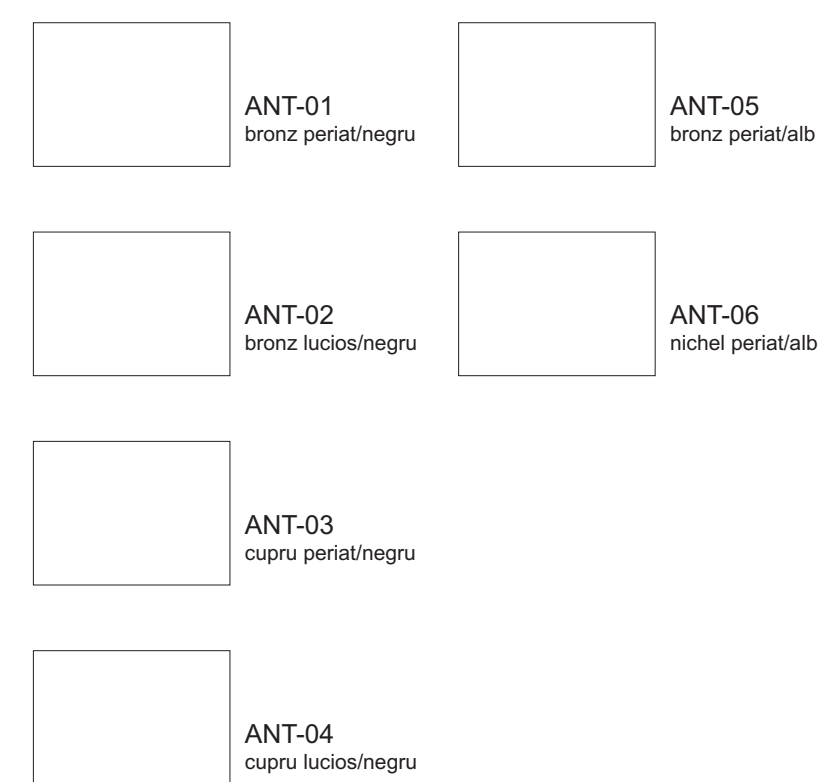 ANT-01
bronz periat/negru
ANT-02
bronz lucios/negru
ANT-03
cupru periat/negru
ANT-04
cupru lucios/negru
ANT-05
bronz periat/alb
ANT-06
nichel periat/alb